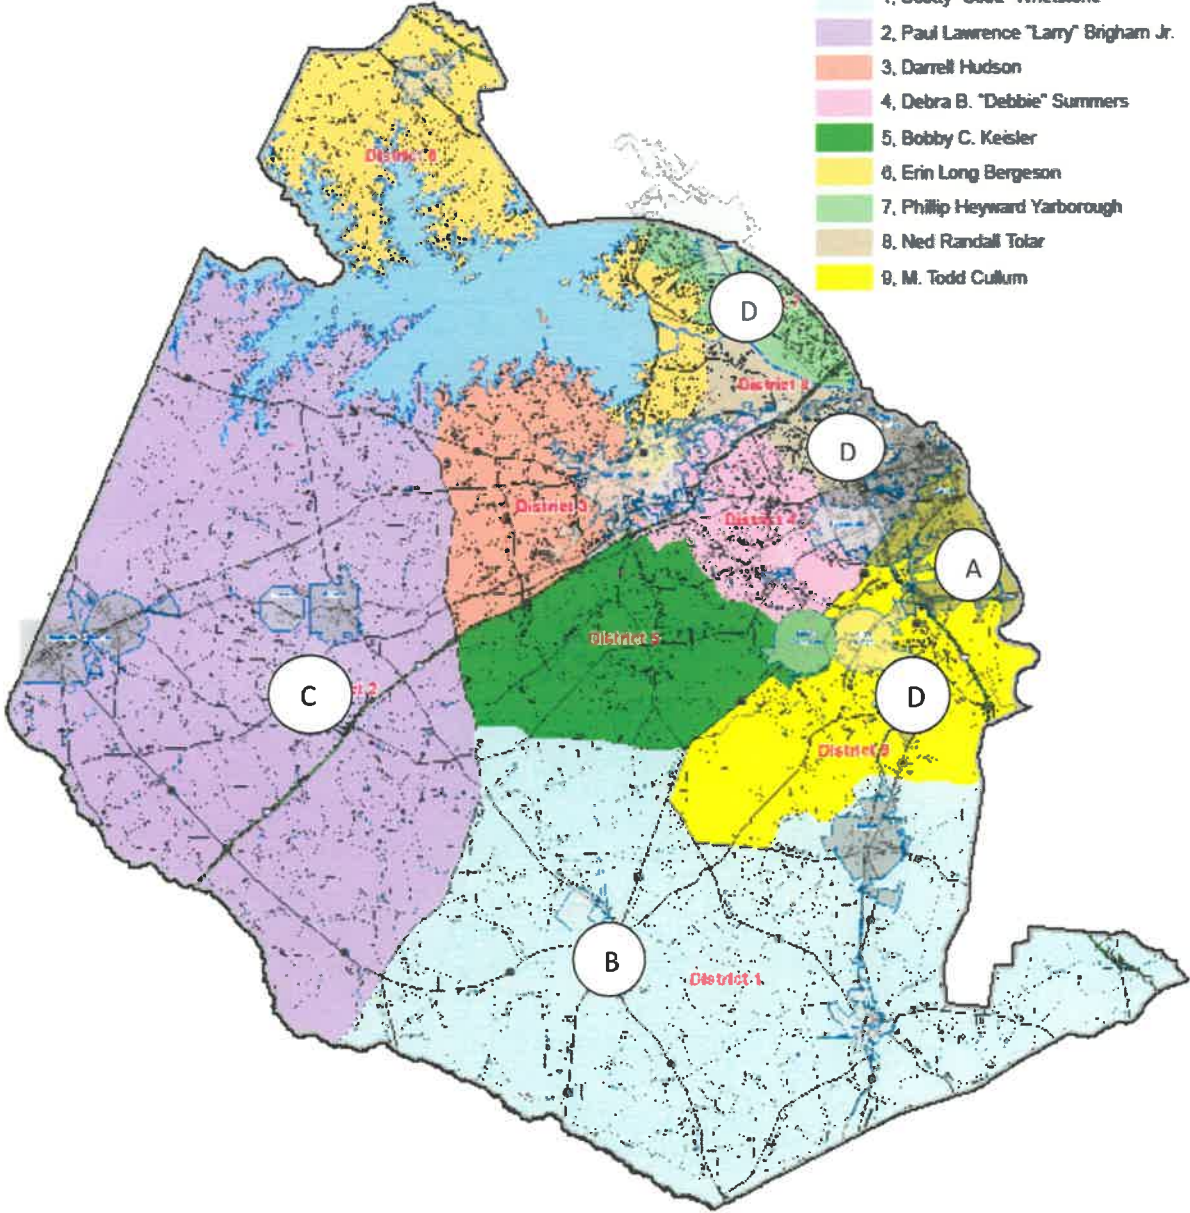 2, Paul Lawrence "Larry" Brigham Jr.
3, Darrell Hudson
4, Debra B. "Debbie" Summers
5, Bobby C. Keisler
6, Erin Long Bergeson
7, Phillip Heyward Yarborough
8, Ned Randall Tolar
9, M. Todd Cullum
District 6
D
District 8
D
District 3
District 4
A
District 5
C
ct 2
D
District 9
B
District 1